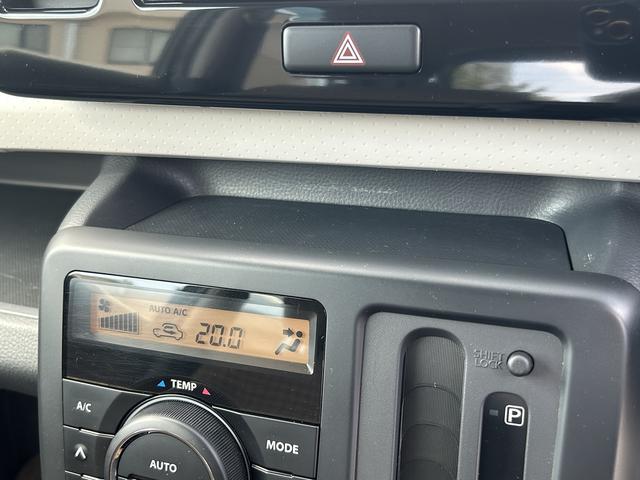 AUTO A/C
20.0
TEMP
A/C
MODE
AUTO
SHIFT
LOCK
P